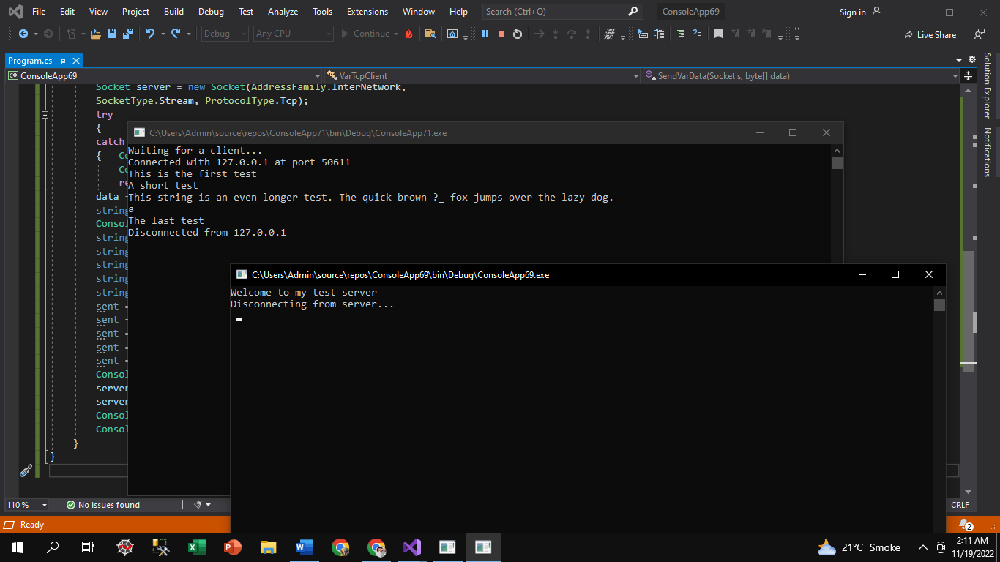 File Edit View Project Build Debug Test Analyze Tools Extensions Window Help Search (Ctrl+Q) ConsoleApp69 Sign in
Debug Any CPU Continue Live Share
Program.cs
C# ConsoleApp69 VarTcpClient SendVarData(Socket s, byte[] data)
Solution Explorer
Notifications
Socket server = new Socket(AddressFamily.InterNetwork,
SocketType.Stream, ProtocolType.Tcp);
try
{
catch
{ Co
Co
re
data =
string
Consol
string
string
string
string
string
sent =
sent =
sent =
sent =
sent =
Consol
server
server
Consol
Consol
}
}
C:\Users\Admin\source\repos\ConsoleApp71\bin\Debug\ConsoleApp71.exe
Waiting for a client...
Connected with 127.0.0.1 at port 50611
This is the first test
A short test
This string is an even longer test. The quick brown ?_ fox jumps over the lazy dog.
a
The last test
Disconnected from 127.0.0.1
C:\Users\Admin\source\repos\ConsoleApp69\bin\Debug\ConsoleApp69.exe
Welcome to my test server
Disconnecting from server...
110 % No issues found CRLF
Ready 2
21°C Smoke 2:11 AM
11/19/2022